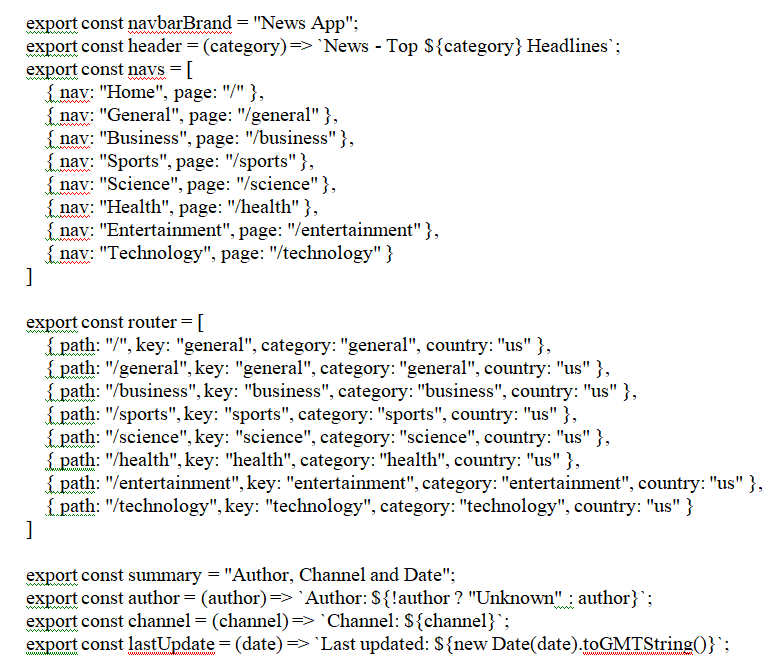 export const navbarBrand = "News App";
export const header = (category) => `News - Top ${category} Headlines`;
export const navs = [
{ nav: "Home", page: "/" },
{ nav: "General", page: "/general" },
{ nav: "Business", page: "/business" },
{ nav: "Sports", page: "/sports" },
{ nav: "Science", page: "/science" },
{ nav: "Health", page: "/health" },
{ nav: "Entertainment", page: "/entertainment" },
{ nav: "Technology", page: "/technology" }
]
export const router = [
{ path: "/", key: "general", category: "general", country: "us" },
{ path: "/general", key: "general", category: "general", country: "us" },
{ path: "/business", key: "business", category: "business", country: "us" },
{ path: "/sports", key: "sports", category: "sports", country: "us" },
{ path: "/science", key: "science", category: "science", country: "us" },
{ path: "/health", key: "health", category: "health", country: "us" },
{ path: "/entertainment", key: "entertainment", category: "entertainment", country: "us" },
{ path: "/technology", key: "technology", category: "technology", country: "us" }
]
export const summary = "Author, Channel and Date";
export const author = (author) => `Author: ${!author ? "Unknown" : author}`;
export const channel = (channel) => `Channel: ${channel}`;
export const lastUpdate = (date) => `Last updated: ${new Date(date).toGMTString()}`;